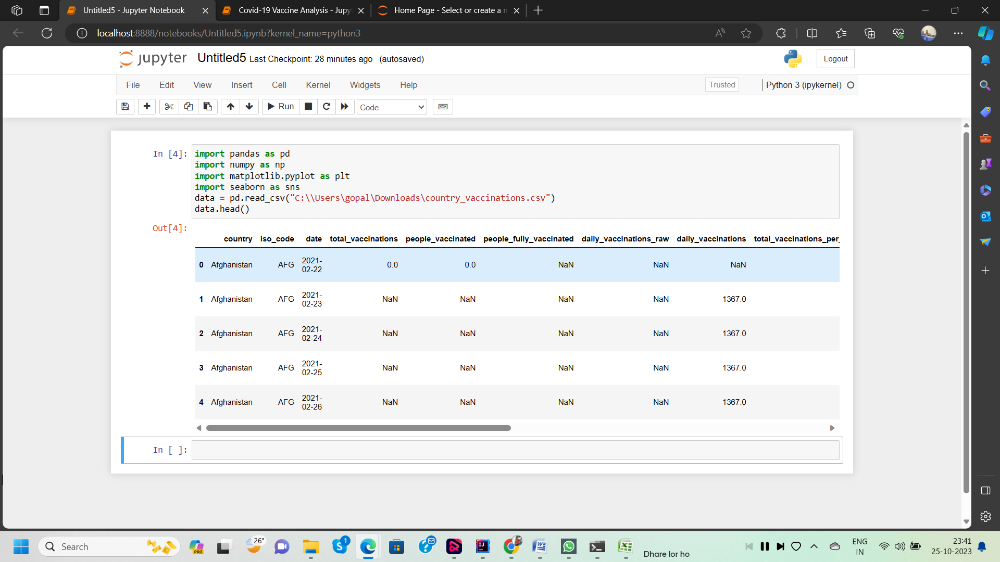 Untitled5 - Jupyter Notebook
Covid-19 Vaccine Analysis - Jupy
Home Page - Select or create a n
localhost:8888/notebooks/Untitled5.ipynb?kernel_name=python3
jupyter Untitled5 Last Checkpoint: 28 minutes ago (autosaved)
Logout
File Edit View Insert Cell Kernel Widgets Help
Trusted
Python 3 (ipykernel)
Run
Code
In [4]:
import pandas as pd
import numpy as np
import matplotlib.pyplot as plt
import seaborn as sns
data = pd.read_csv("C:\\Users\gopal\Downloads\country_vaccinations.csv")
data.head()
Out[4]:
country iso_code date total_vaccinations people_vaccinated people_fully_vaccinated daily_vaccinations_raw daily_vaccinations total_vaccinations_per_
0 Afghanistan AFG 2021-02-22 0.0 0.0 NaN NaN NaN
1 Afghanistan AFG 2021-02-23 NaN NaN NaN NaN 1367.0
2 Afghanistan AFG 2021-02-24 NaN NaN NaN NaN 1367.0
3 Afghanistan AFG 2021-02-25 NaN NaN NaN NaN 1367.0
4 Afghanistan AFG 2021-02-26 NaN NaN NaN NaN 1367.0
In [ ]:
Search
PRE
26°
1
IJ
Dhare lor ho
ENG
IN
23:41
25-10-2023